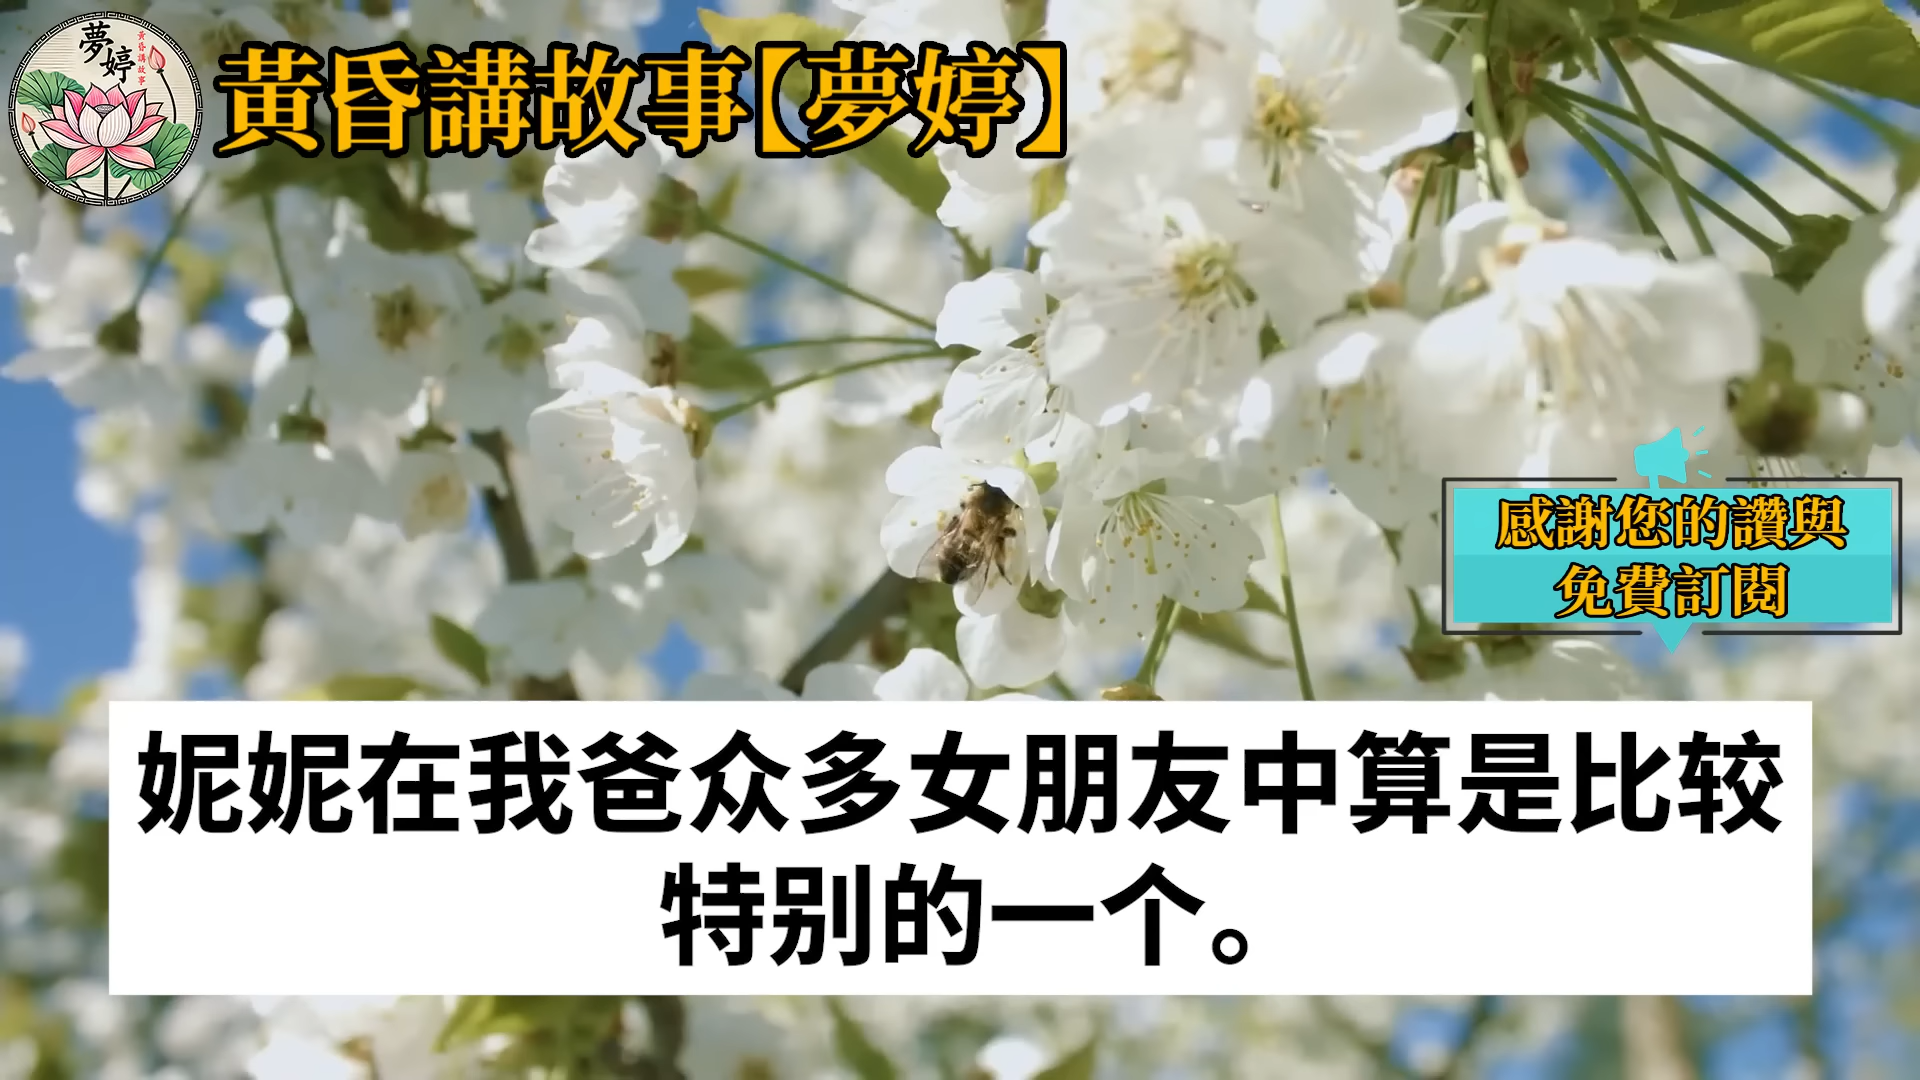 夢婷
黃昏講故事
黃昏講故事【夢婷】
感謝您的讚與
免費訂閱
妮妮在我爸众多女朋友中算是比较
特别的一个。